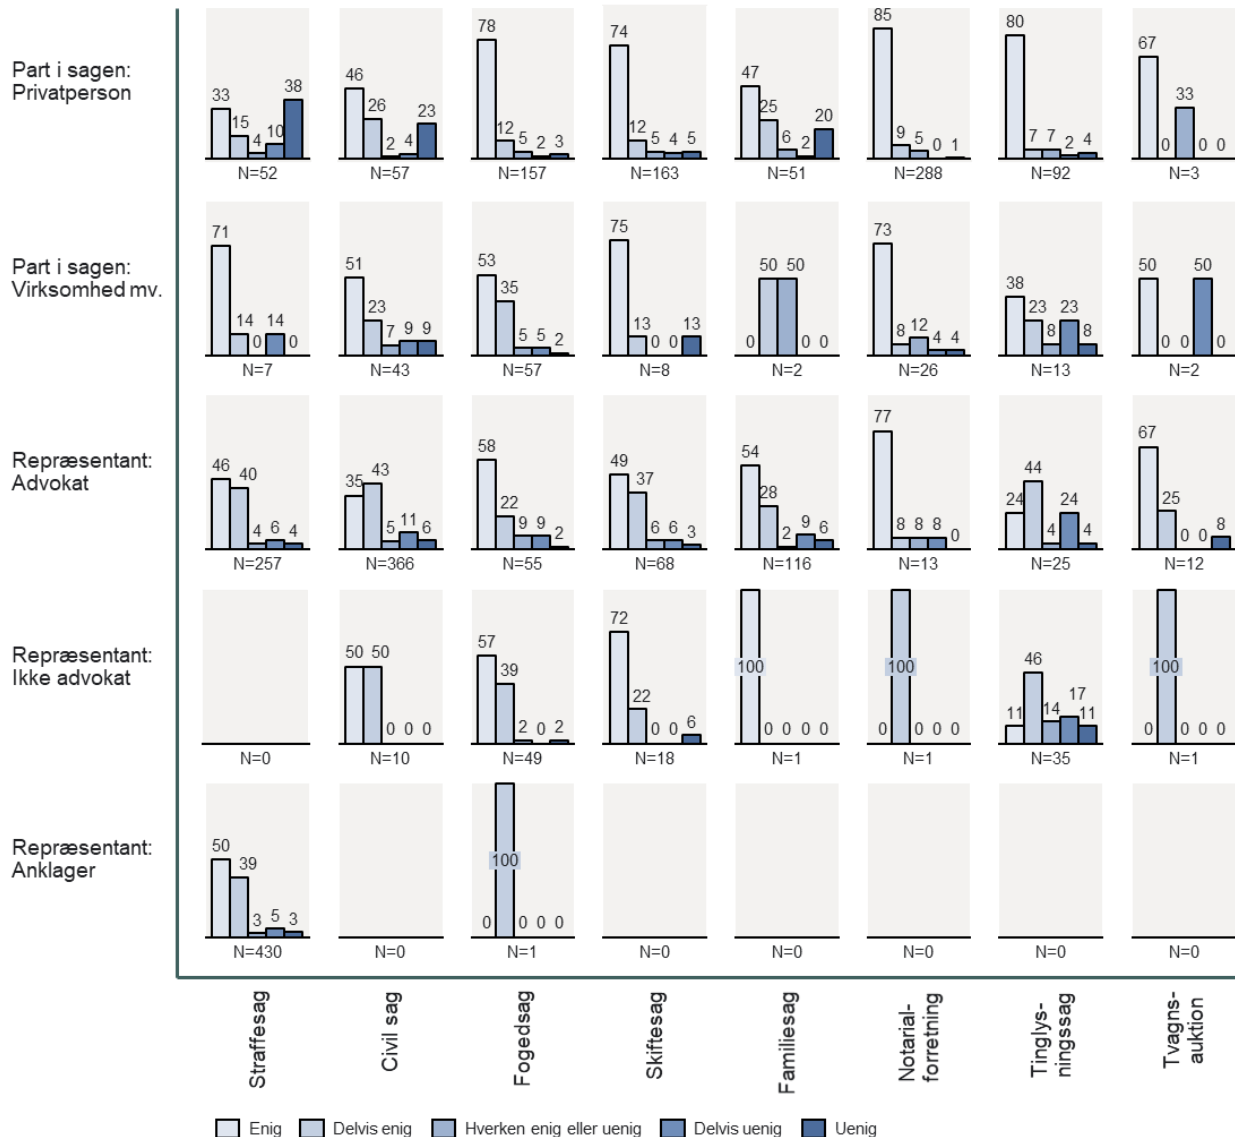 Part i sagen:
Privatperson
33 15 4 10 38
46 26 2 4 23
78 12 5 2 3
74 12 5 4 5
47 25 6 2 20
85 9 5 0 1
80 7 7 2 4
67 0 33 0 0
N=52 N=57 N=157 N=163 N=51 N=288 N=92 N=3
Part i sagen:
Virksomhed mv.
71 14 0 14 0
51 23 7 9 9
53 35 5 5 2
75 13 0 0 13
0 50 50 0 0
73 8 12 4 4
38 23 8 23 8
50 0 0 50 0
N=7 N=43 N=57 N=8 N=2 N=26 N=13 N=2
Repræsentant:
Advokat
46 40 4 6 4
35 43 5 11 6
58 22 9 9 2
49 37 6 6 3
54 28 2 9 6
77 8 8 8 0
24 44 4 24 4
67 25 0 0 8
N=257 N=366 N=55 N=68 N=116 N=13 N=25 N=12
Repræsentant:
Ikke advokat
50 50 0 0 0
57 39 2 0 2
72 22 0 0 6
100 0 0 0 0
0 100 0 0 0
11 46 14 17 11
0 100 0 0 0
N=0 N=10 N=49 N=18 N=1 N=1 N=35 N=1
Repræsentant:
Anklager
50 39 3 5 3
0 100 0 0 0
N=430 N=0 N=1 N=0 N=0 N=0 N=0 N=0
Straffesag
Civil sag
Fogedsag
Skiftesag
Familiesag
Notarial-
forretning
Tinglys-
ningssag
Tvagns-
auktion
Enig Delvis enig Hverken enig eller uenig Delvis uenig Uenig